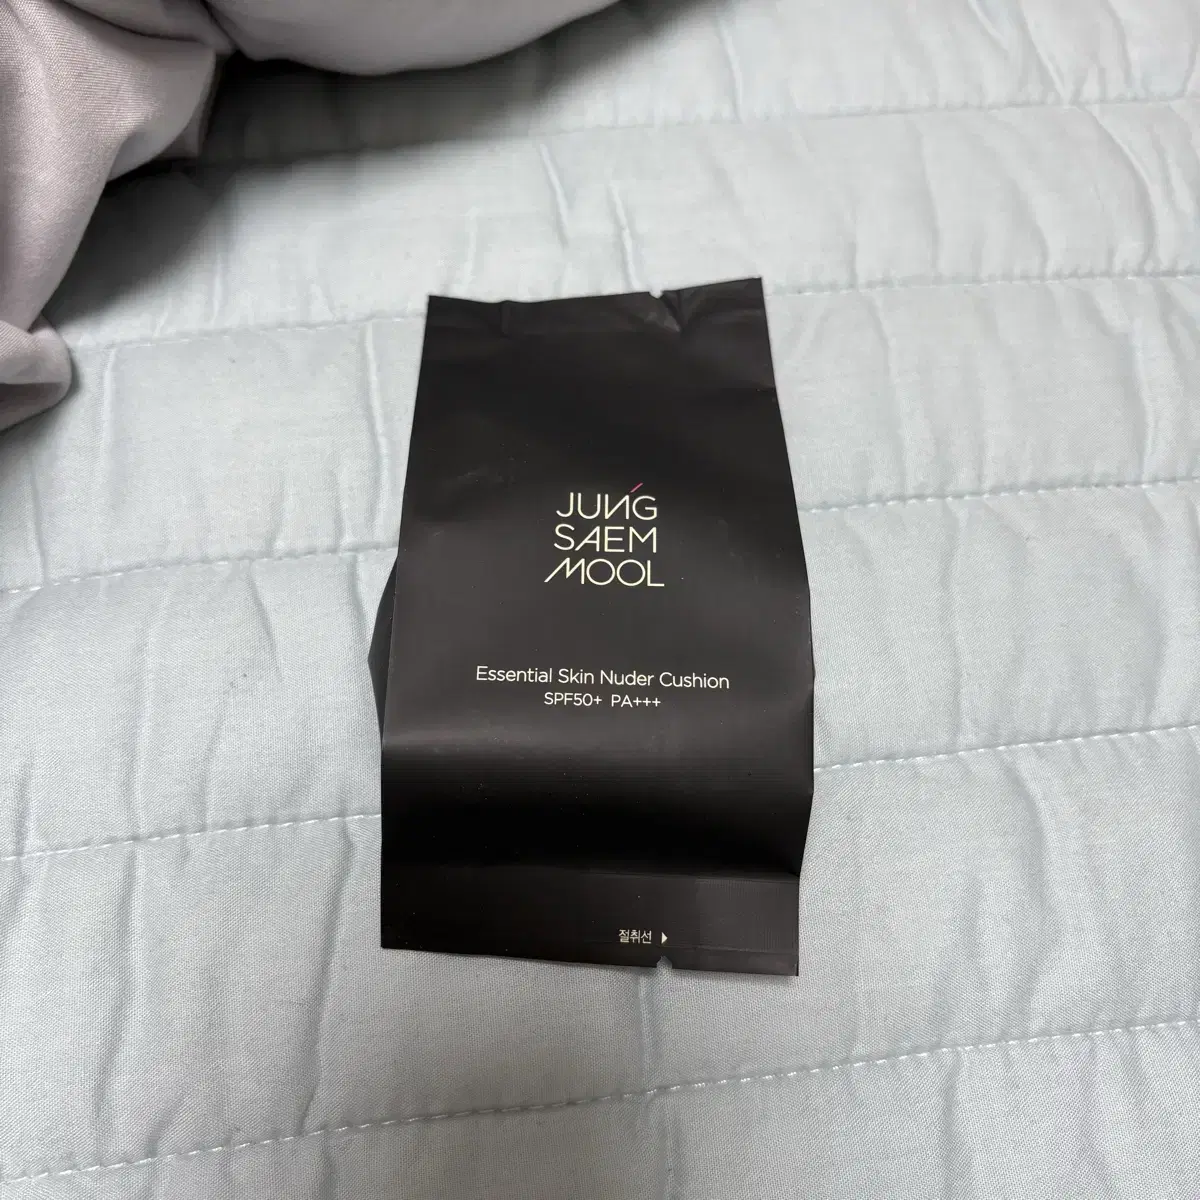 JUNG
SAEM
MOOL
Essential Skin Nuder Cushion
SPF50+ PA+++
절취선